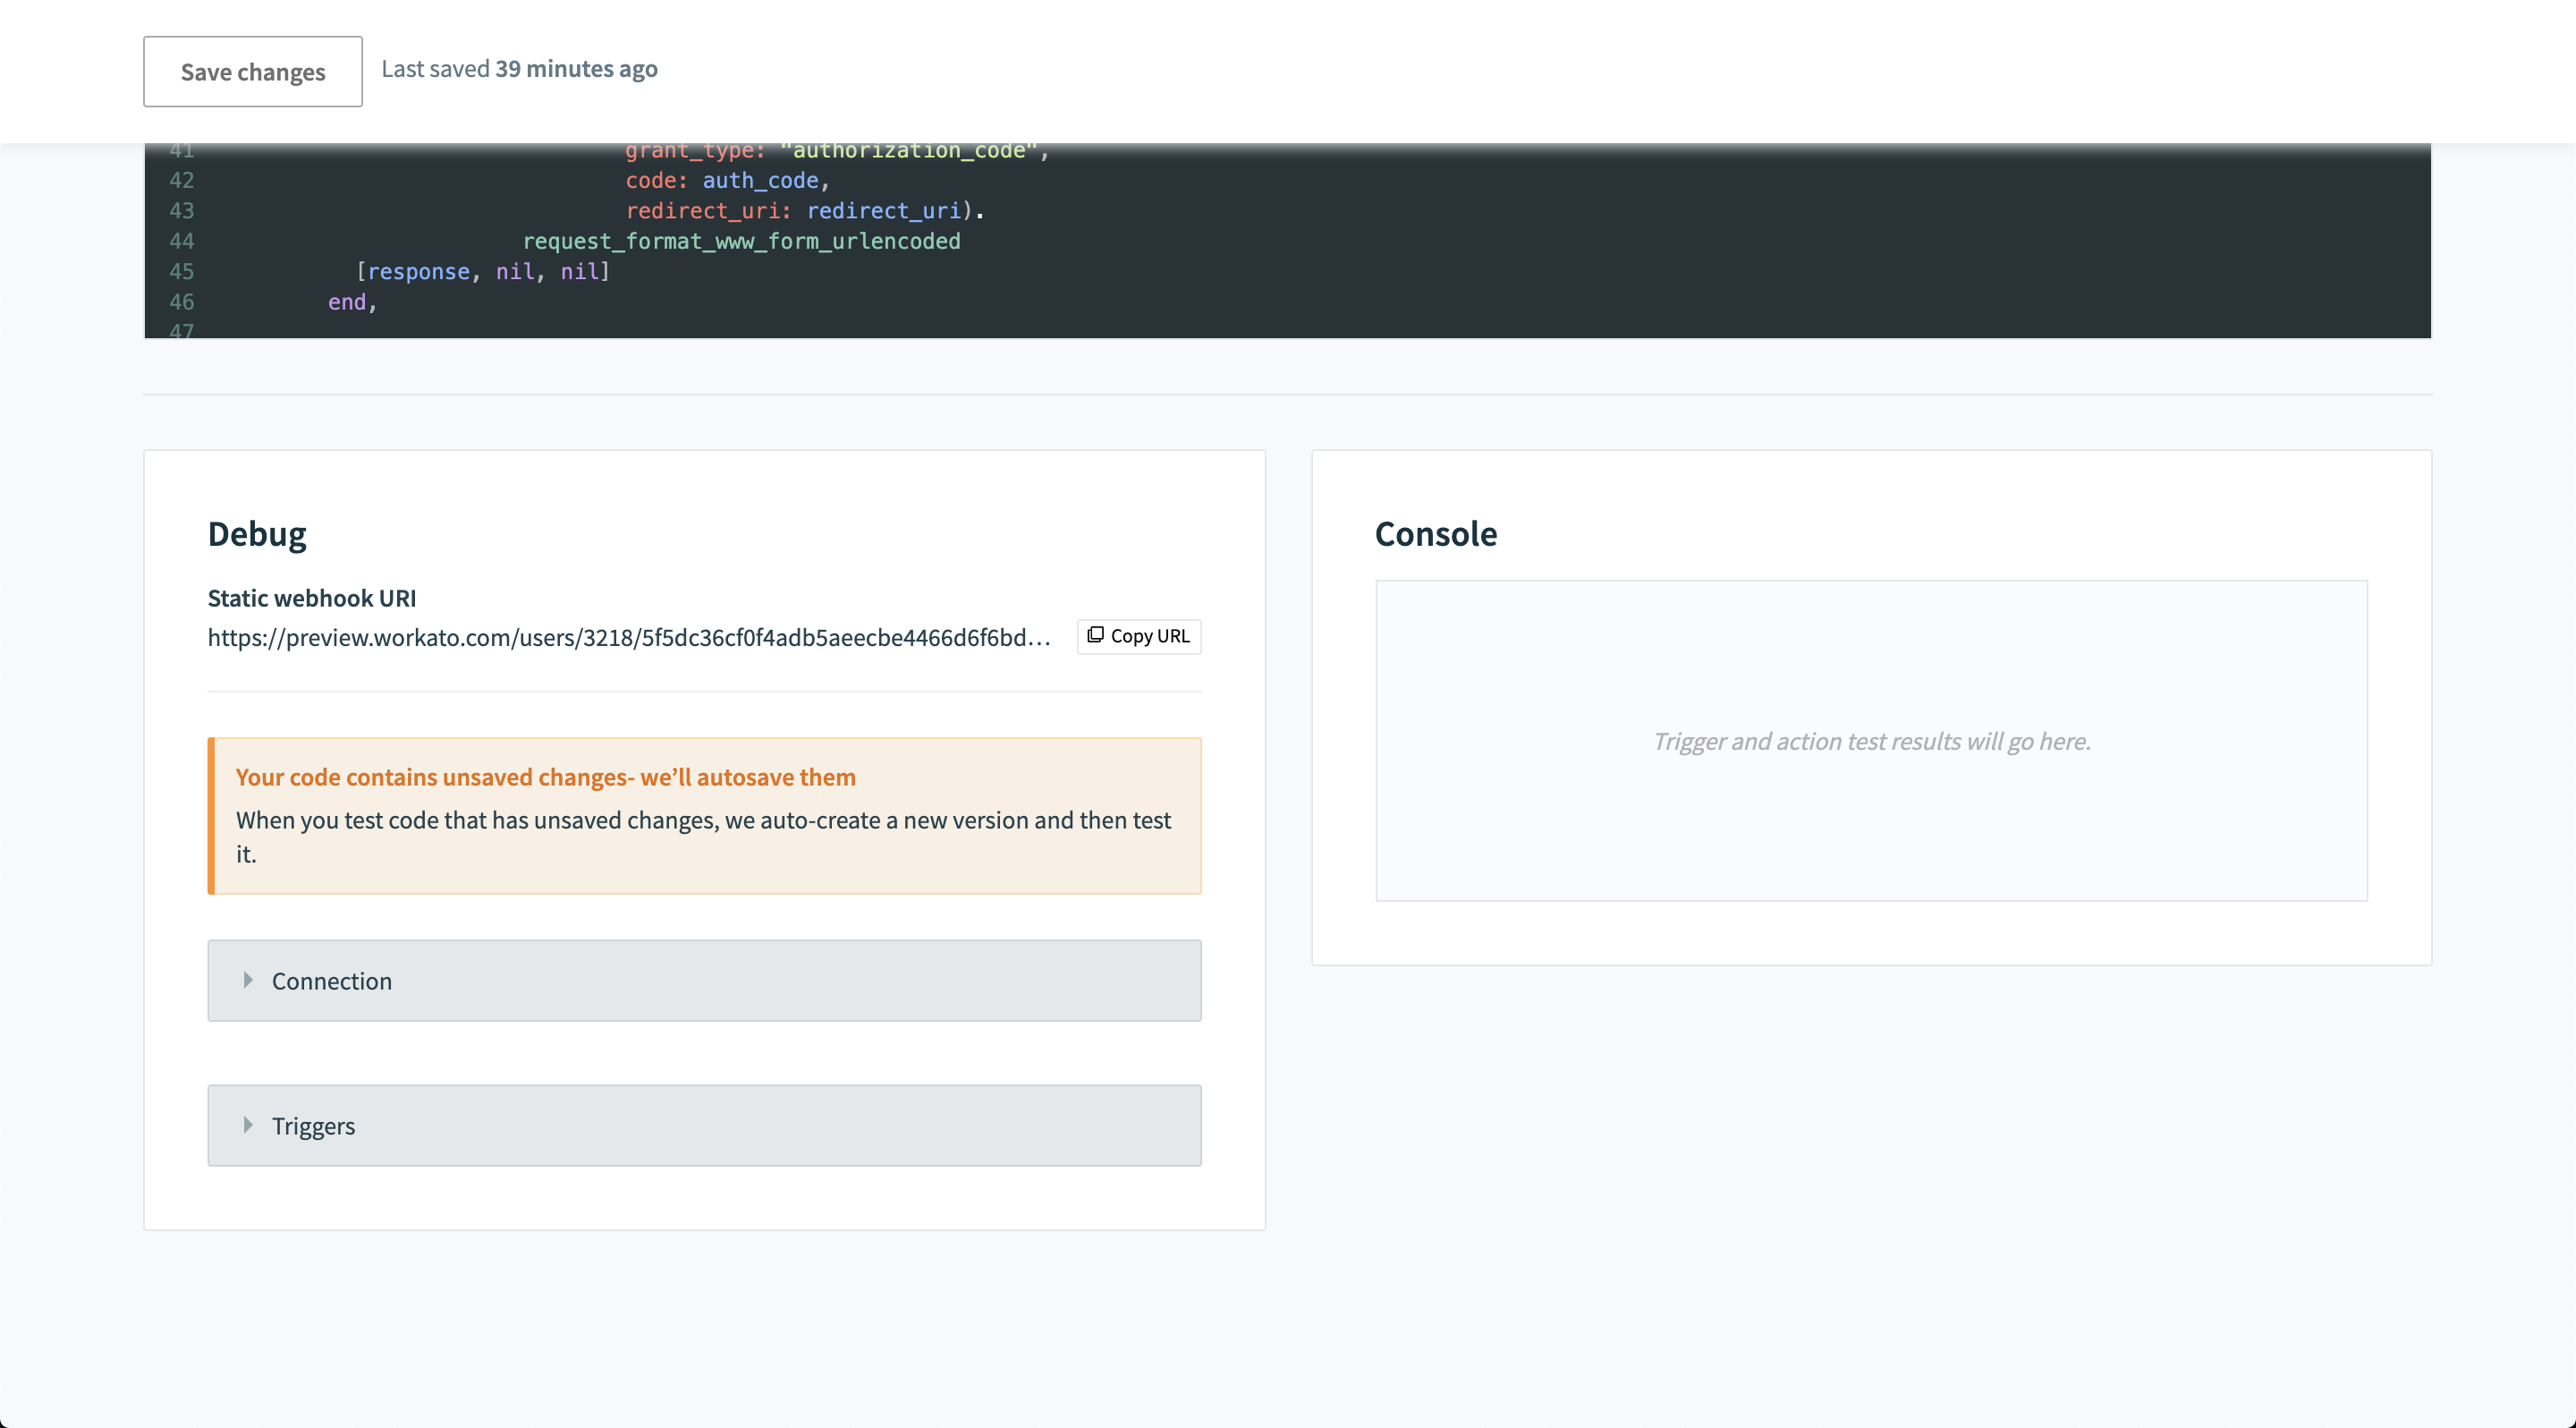 Save changes
Last saved 39 minutes ago
41 grant_type: "authorization_code",
42 code: auth_code,
43 redirect_uri: redirect_uri).
44 request_format_www_form_urlencoded
45 [response, nil, nil]
46 end,
47
Debug
Static webhook URI
https://preview.workato.com/users/3218/5f5dc36cf0f4adb5aeecbe4466d6f6bd...
Copy URL
Your code contains unsaved changes- we’ll autosave them
When you test code that has unsaved changes, we auto-create a new version and then test
it.
Connection
Triggers
Console
Trigger and action test results will go here.